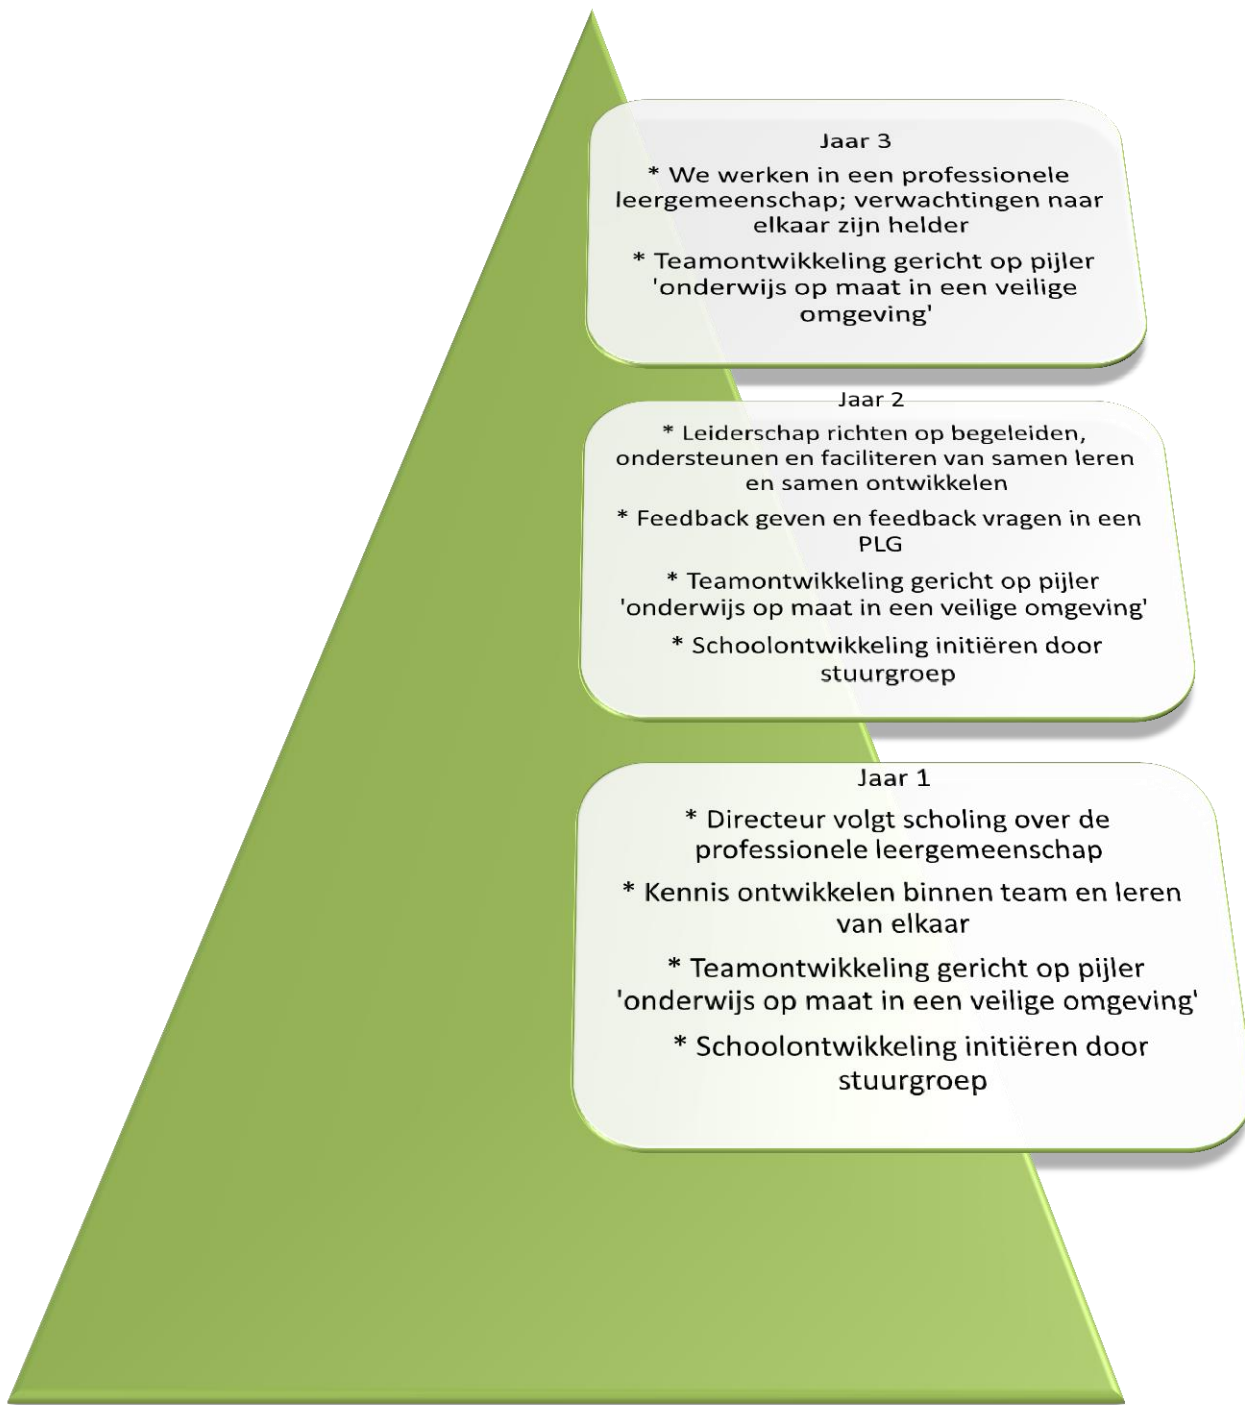 Jaar 3
* We werken in een professionele
leergemeenschap; verwachtingen naar
elkaar zijn helder
* Teamontwikkeling gericht op pijler
'onderwijs op maat in een veilige
omgeving'
Jaar 2
* Leiderschap richten op begeleiden,
ondersteunen en faciliteren van samen leren
en samen ontwikkelen
* Feedback geven en feedback vragen in een
PLG
* Teamontwikkeling gericht op pijler
'onderwijs op maat in een veilige omgeving'
* Schoolontwikkeling initiëren door
stuurgroep
Jaar 1
* Directeur volgt scholing over de
professionele leergemeenschap
* Kennis ontwikkelen binnen team en leren
van elkaar
* Teamontwikkeling gericht op pijler
'onderwijs op maat in een veilige omgeving'
* Schoolontwikkeling initiëren door
stuurgroep